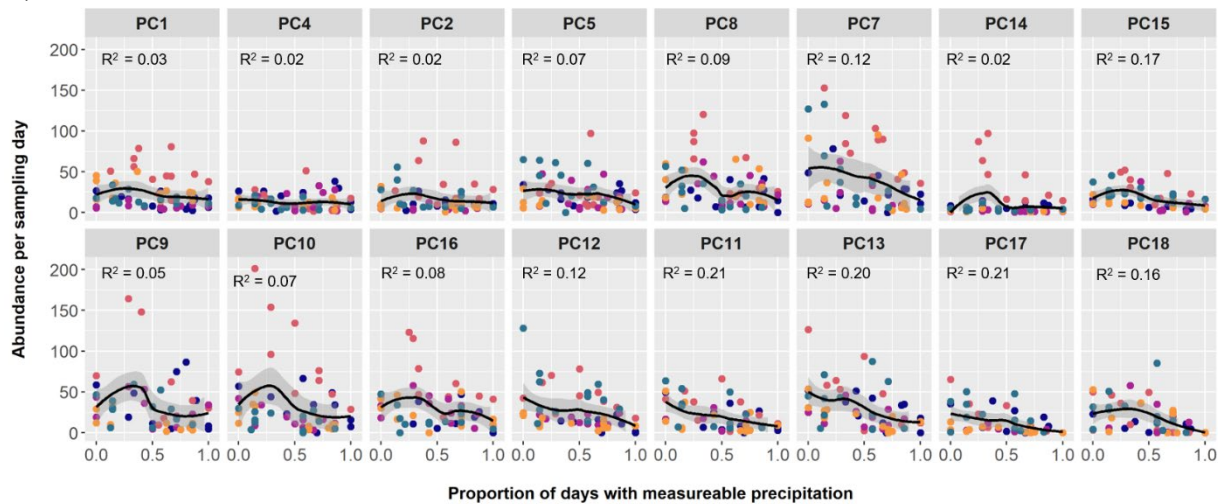 PC1 PC4 PC2 PC5 PC8 PC7 PC14 PC15
200
R² = 0.03 R² = 0.02 R² = 0.02 R² = 0.07 R² = 0.09 R² = 0.12 R² = 0.02 R² = 0.17
150
100
50
0
PC9 PC10 PC16 PC12 PC11 PC13 PC17 PC18
200
R² = 0.05 R² = 0.07 R² = 0.08 R² = 0.12 R² = 0.21 R² = 0.20 R² = 0.21 R² = 0.16
150
100
50
0
0.0 0.5 1.0 0.0 0.5 1.0 0.0 0.5 1.0 0.0 0.5 1.0 0.0 0.5 1.0 0.0 0.5 1.0 0.0 0.5 1.0 0.0 0.5 1.0
Abundance per sampling day
Proportion of days with measureable precipitation